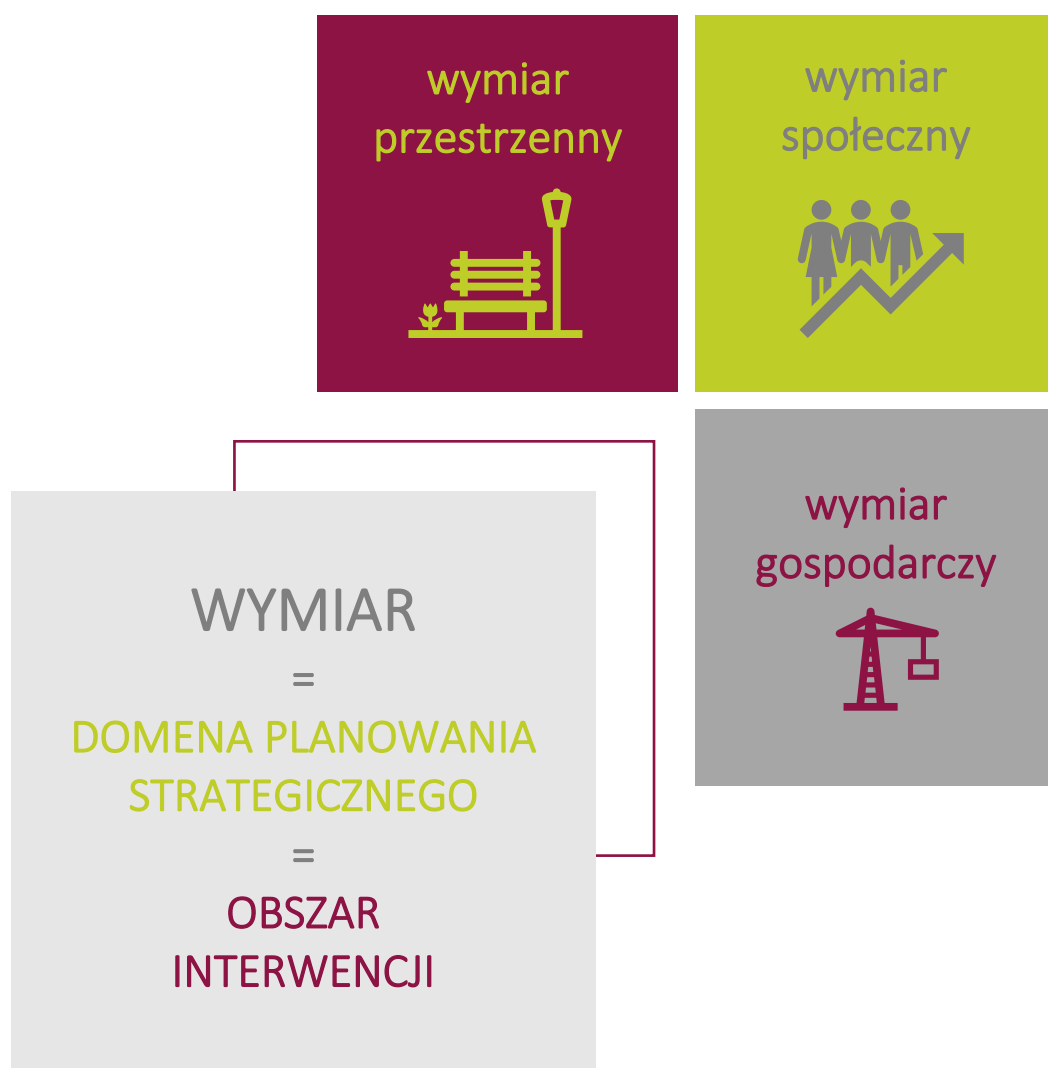 wymiar
przestrzenny
wymiar
społeczny
wymiar
gospodarczy
WYMIAR
=
DOMENA PLANOWANIA
STRATEGICZNEGO
=
OBSZAR
INTERWENCJI